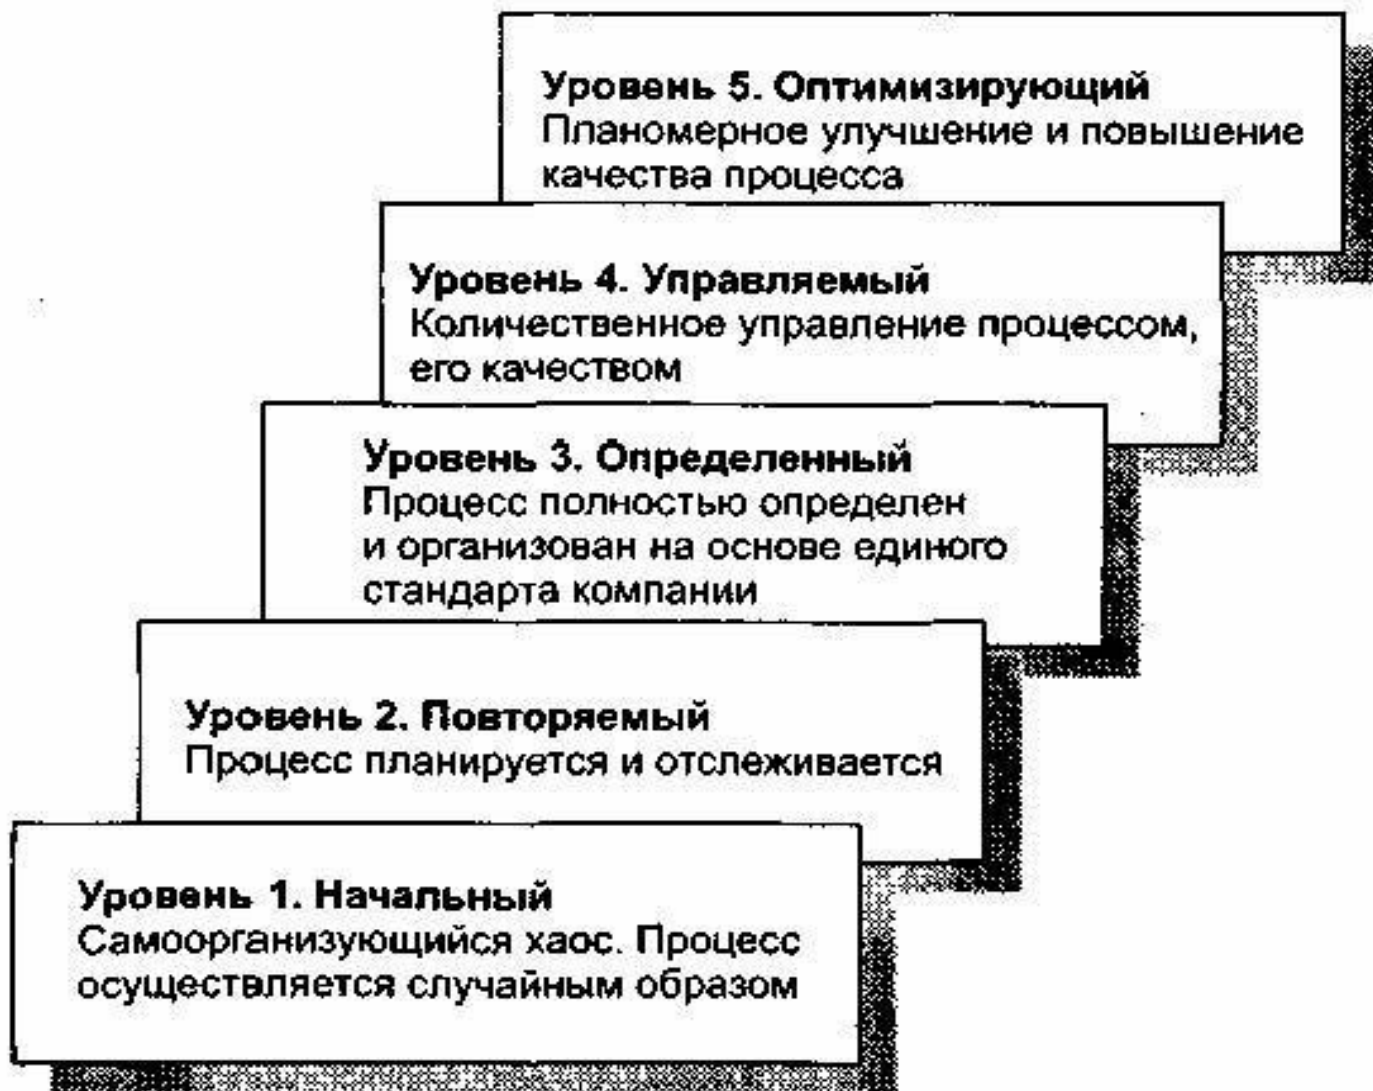 Уровень 5. Оптимизирующий
Планомерное улучшение и повышение
качества процесса
Уровень 4. Управляемый
Количественное управление процессом,
его качеством
Уровень 3. Определенный
Процесс полностью определен
и организован на основе единого
стандарта компании
Уровень 2. Повторяемый
Процесс планируется и отслеживается
Уровень 1. Начальный
Самоорганизующийся хаос. Процесс
осуществляется случайным образом